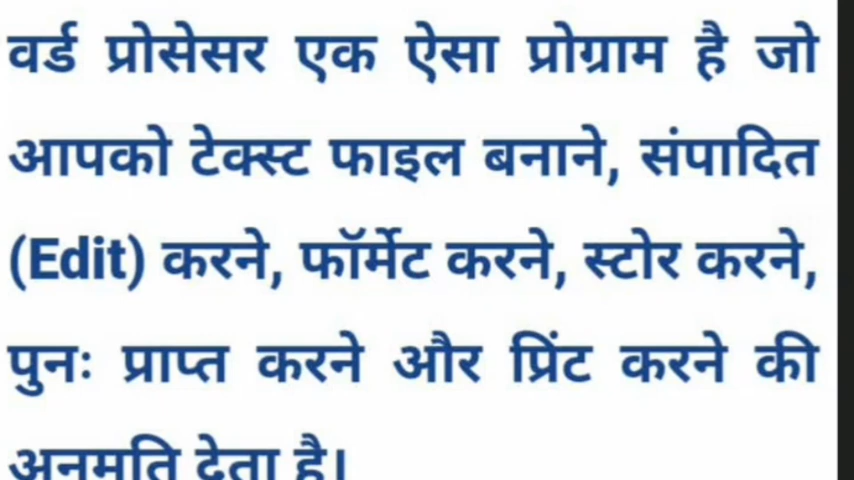 वर्ड प्रोसेसर एक ऐसा प्रोग्राम है जो
आपको टेक्स्ट फाइल बनाने, संपादित
(Edit) करने, फॉर्मेट करने, स्टोर करने,
पुनः प्राप्त करने और प्रिंट करने की
अनुमति देता है।